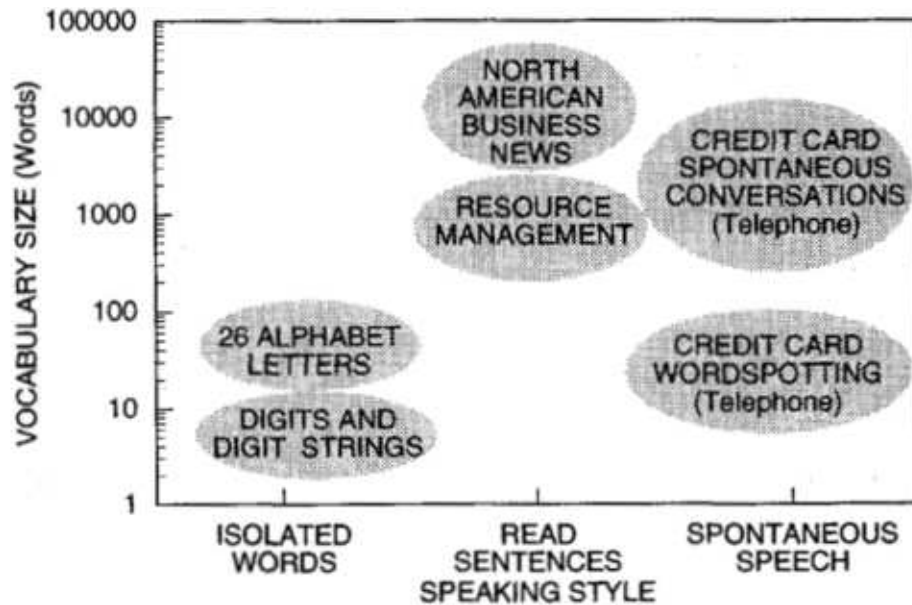 VOCABULARY SIZE (Words)
100000
10000
1000
100
10
1
NORTH
AMERICAN
BUSINESS
NEWS
RESOURCE
MANAGEMENT
CREDIT CARD
SPONTANEOUS
CONVERSATIONS
(Telephone)
26 ALPHABET
LETTERS
DIGITS AND
DIGIT STRINGS
CREDIT CARD
WORDSPOTTING
(Telephone)
ISOLATED
WORDS
READ
SENTENCES
SPONTANEOUS
SPEECH
SPEAKING STYLE